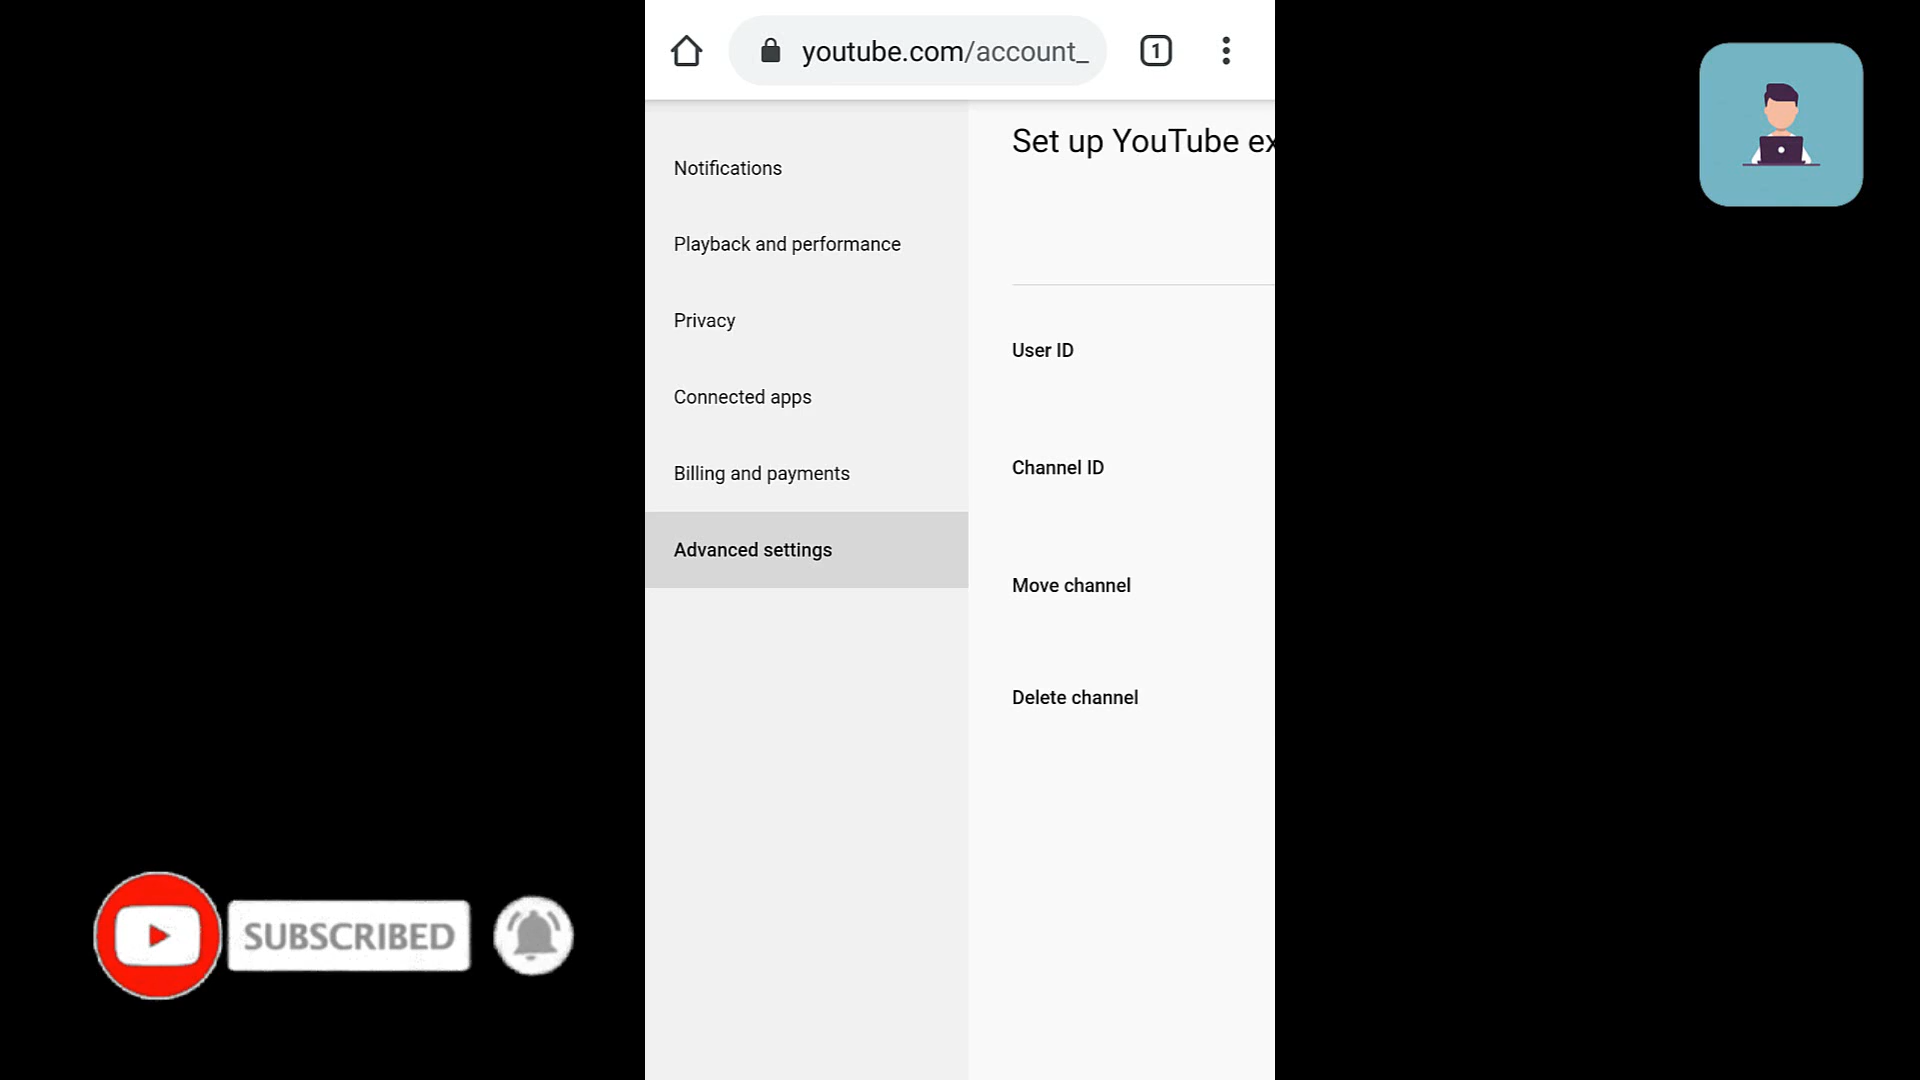 youtube.com/account_
1
Notifications
Playback and performance
Privacy
Connected apps
Billing and payments
Advanced settings
Set up YouTube ex
User ID
Channel ID
Move channel
Delete channel
SUBSCRIBED